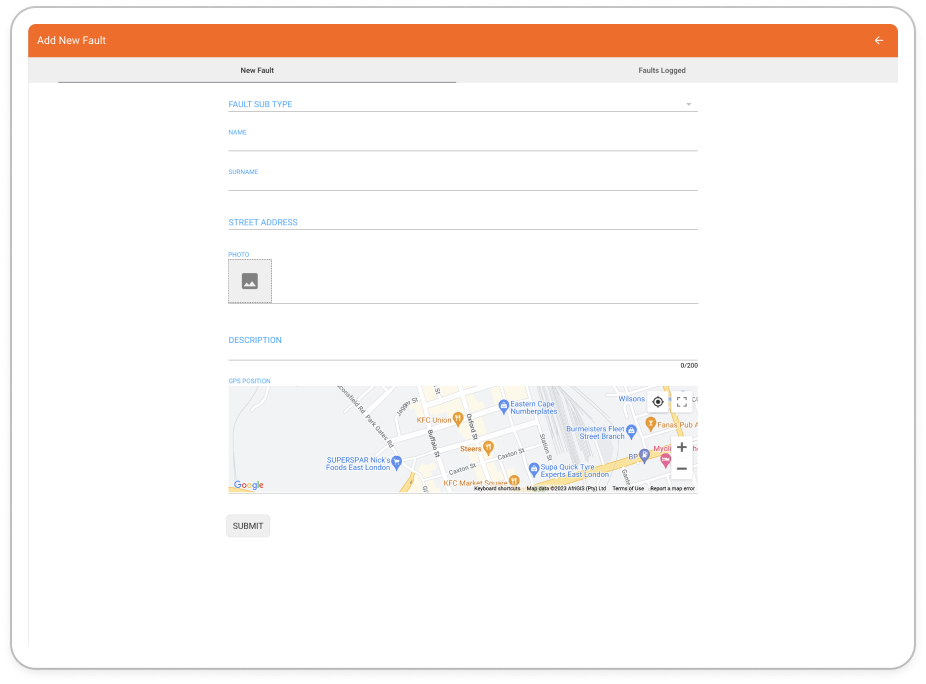 Add New Fault
New Fault
Faults Logged
FAULT SUB TYPE
NAME
SURNAME
STREET ADDRESS
PHOTO
DESCRIPTION
0/200
GPS POSITION
Jagger St
Park Gates Rd
KFC Union
Oxford St
Buffalo St
Eastern Cape
Numberplates
Wilsons
Fanas Pub
Burmeisters Fleet
Street Branch
Steers
Station St
BP
SUPERSPAR Nick's
Foods East London
Caxton St
Caxton St
Supa Quick Tyre
Experts East London
KFC Market Square
Google
Keyboard shortcuts
Map data ©2023 AfriGIS (Pty) Ltd
Terms of Use
Report a map error
SUBMIT